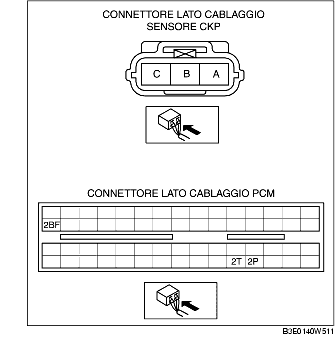 CONNETTORE LATO CABLAGGIO
SENSORE CKP
C B A
CONNETTORE LATO CABLAGGIO PCM
2BF
2T 2P
B3E0140W511